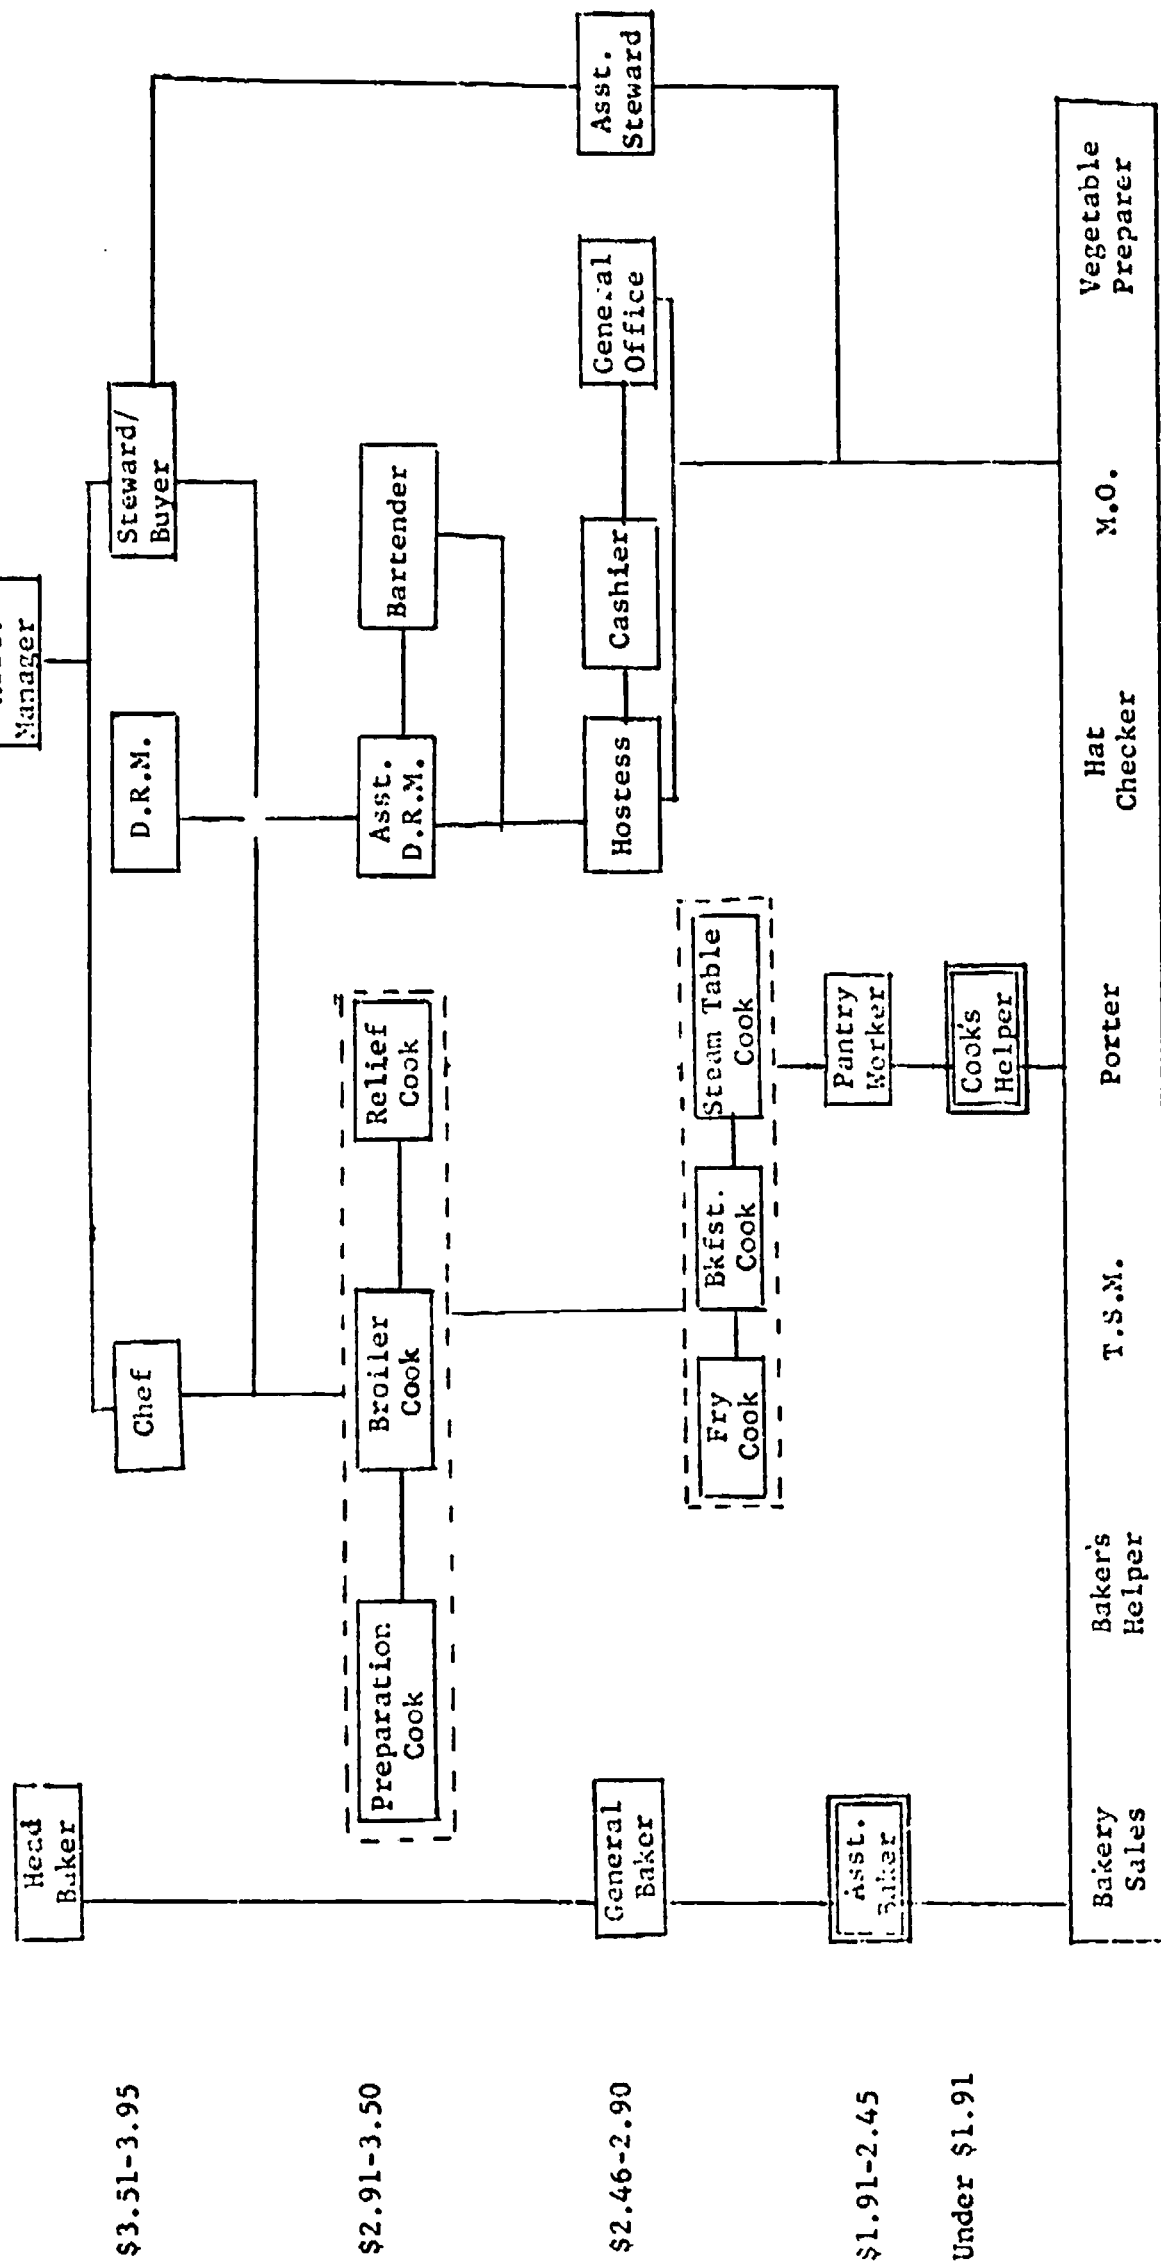 Manager
Head
Baker
$3.51-3.95
Chef
D.R.M.
Steward/
Buyer
$2.91-3.50
Preparation
Cook
Broiler
Cook
Relief
Cook
Asst.
D.R.M.
Bartender
$2.46-2.90
General
Baker
Hostess
Cashier
General
Office
Asst.
Steward
Fry
Cook
Bkfst.
Cook
Steam Table
Cook
$1.91-2.45
Asst.
Baker
Pantry
Worker
Under $1.91
Cook's
Helper
Bakery
Sales
Baker's
Helper
T.S.M.
Porter
Hat
Checker
M.O.
Vegetable
Preparer